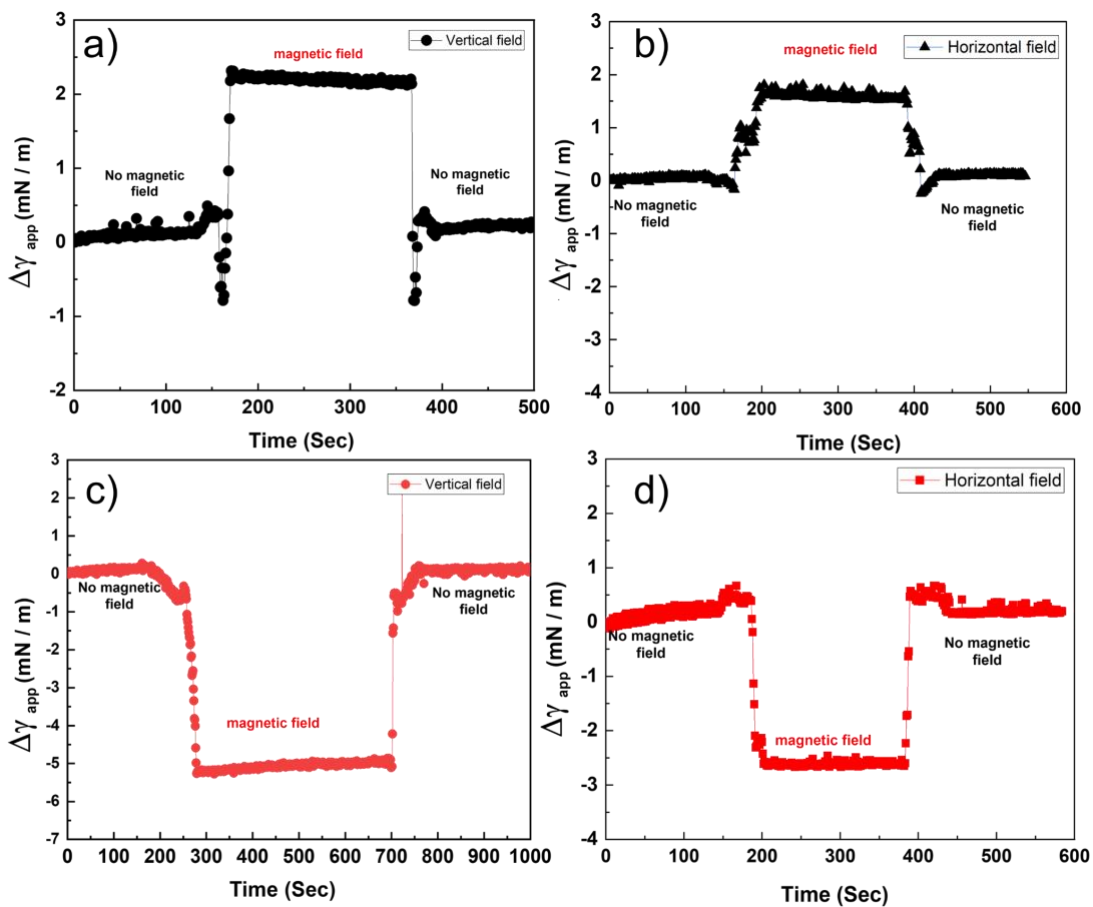 a)
Vertical field
magnetic field
No magnetic
field
No magnetic
field
3
2
1
0
-1
-2
Δγ app (mN / m)
0 100 200 300 400 500
Time (Sec)
b)
Horizontal field
magnetic field
No magnetic
field
No magnetic
field
3
2
1
0
-1
-2
-3
-4
Δγ app (mN / m)
0 100 200 300 400 500 600
Time (Sec)
c)
Vertical field
No magnetic
field
No magnetic
field
magnetic field
3
2
1
0
-1
-2
-3
-4
-5
-6
-7
Δγ app (mN / m)
0 100 200 300 400 500 600 700 800 900 1000
Time (Sec)
d)
Horizontal field
No magnetic
field
No magnetic
field
magnetic field
3
2
1
0
-1
-2
-3
-4
Δγ app (mN / m)
0 100 200 300 400 500 600
Time (Sec)